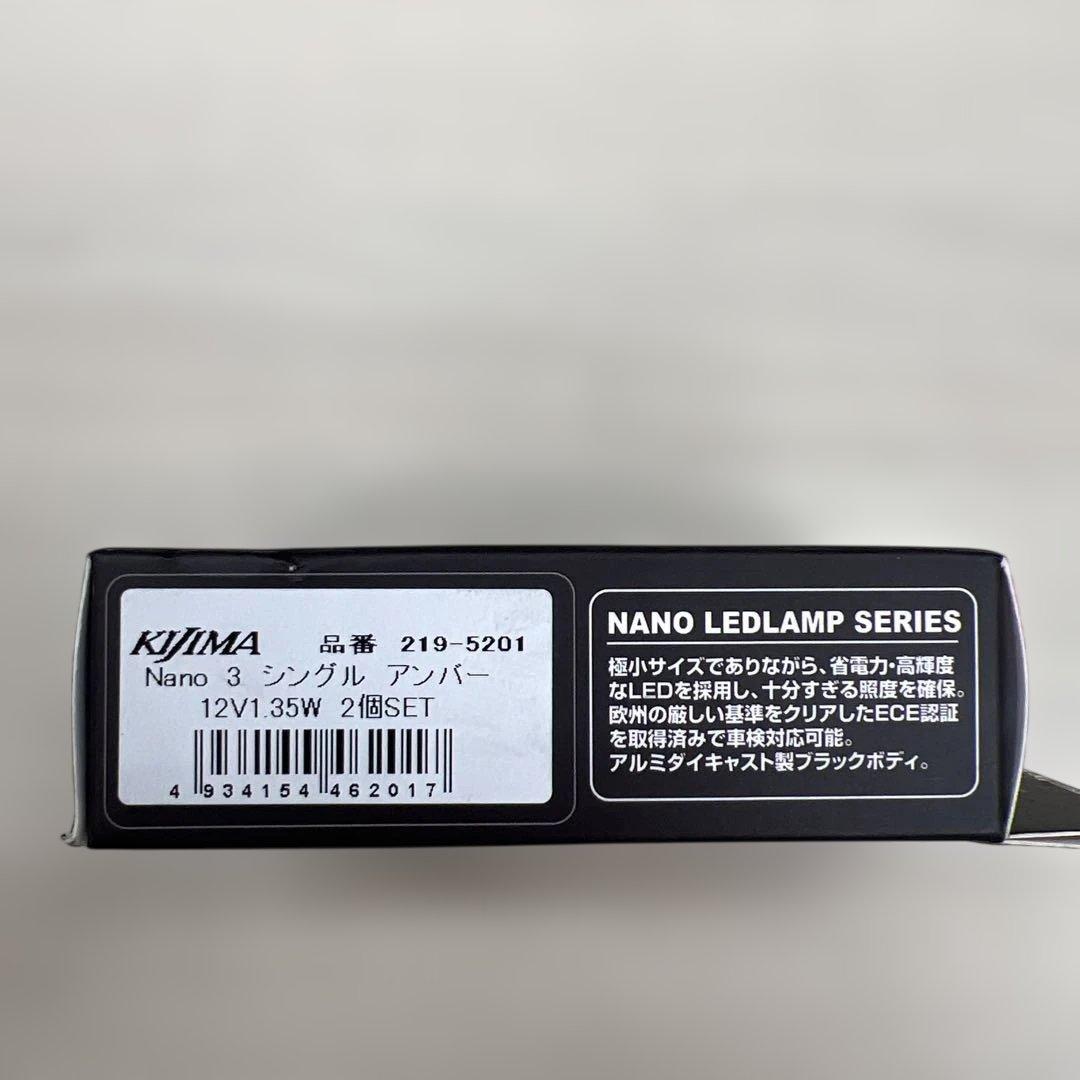 KIJIMA 品番 219-5201
Nano 3 シングル アンバー
12V1.35W 2個SET
4 934154 462017
NANO LEDLAMP SERIES
極小サイズでありながら、省電力・高輝度
なLEDを採用し、十分すぎる照度を確保。
欧州の厳しい基準をクリアしたECE認証
を取得済みで車検対応可能。
アルミダイキャスト製ブラックボディ。